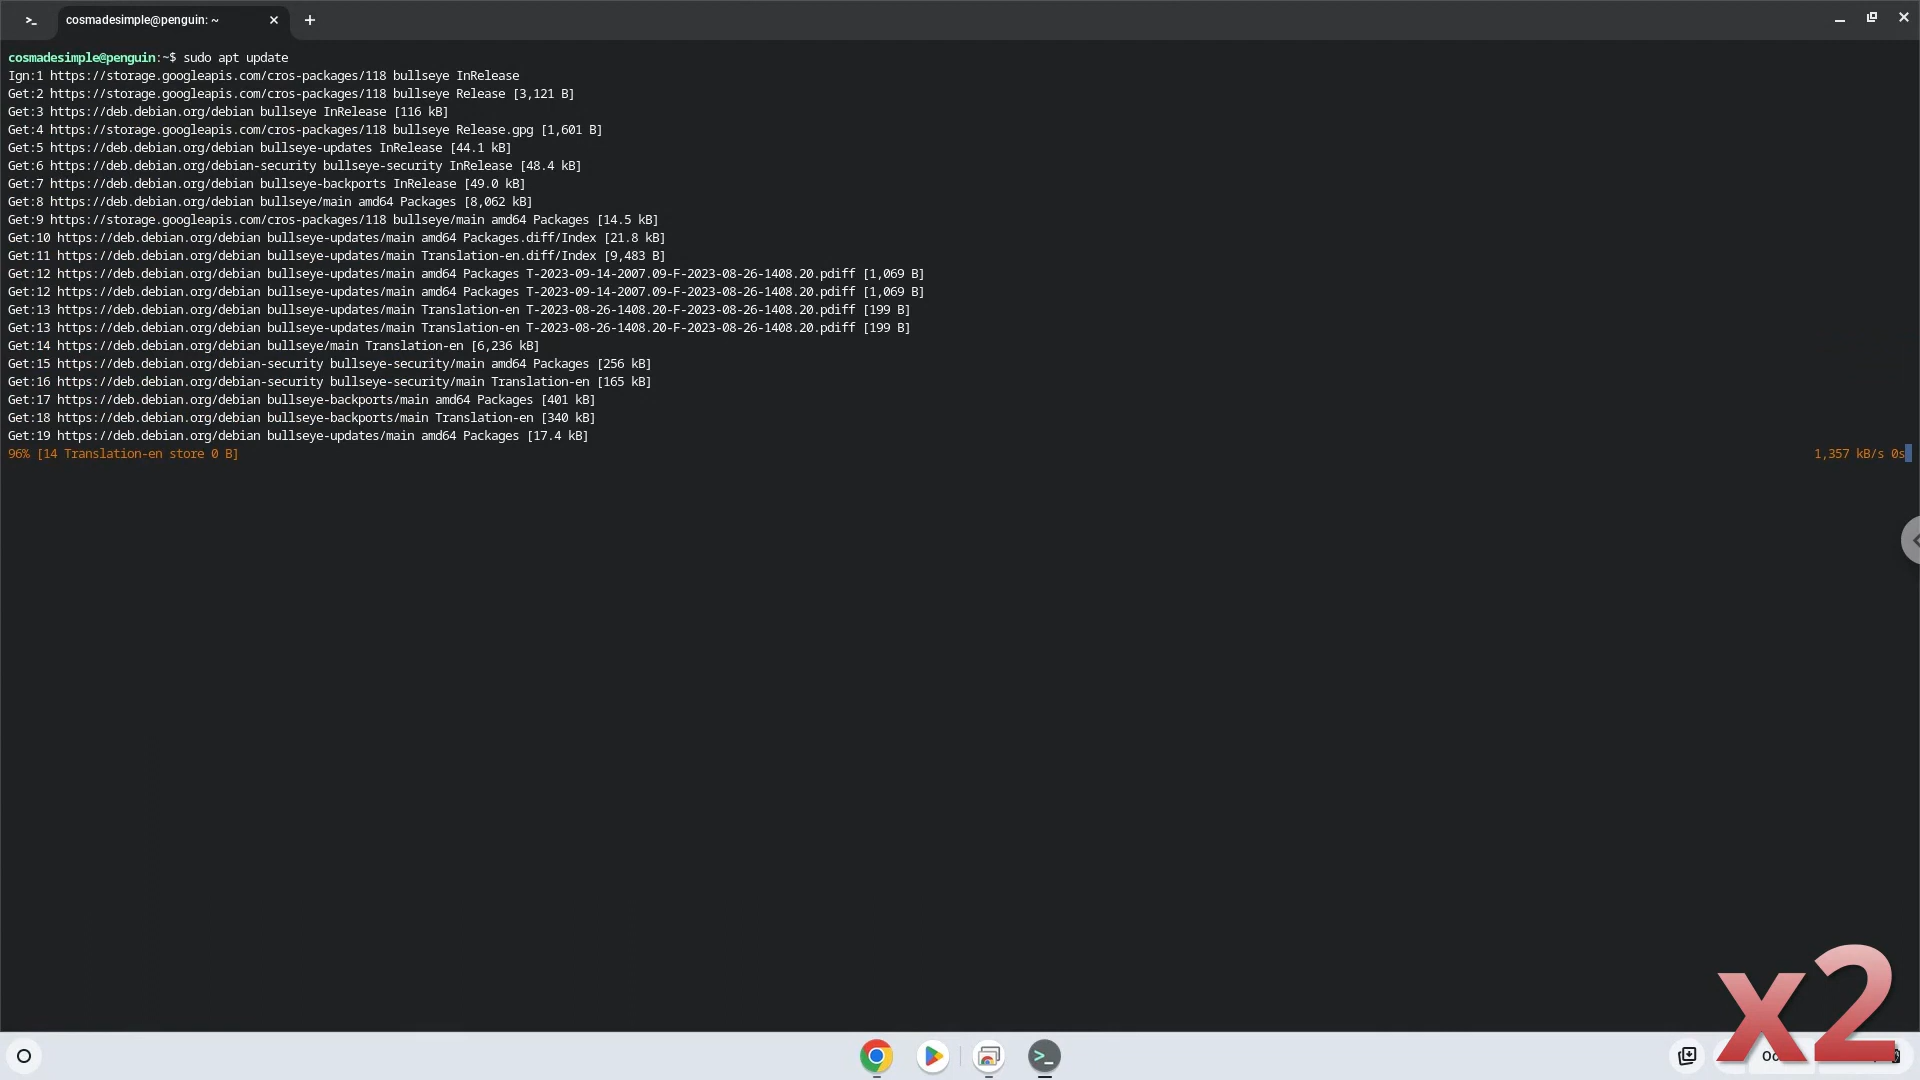 cosmadesimple@penguin: ~
cosmadesimple@penguin:~$ sudo apt update
Ign:1 https://storage.googleapis.com/cros-packages/118 bullseye InRelease
Get:2 https://storage.googleapis.com/cros-packages/118 bullseye Release [3,121 B]
Get:3 https://deb.debian.org/debian bullseye InRelease [116 kB]
Get:4 https://storage.googleapis.com/cros-packages/118 bullseye Release.gpg [1,601 B]
Get:5 https://deb.debian.org/debian bullseye-updates InRelease [44.1 kB]
Get:6 https://deb.debian.org/debian-security bullseye-security InRelease [48.4 kB]
Get:7 https://deb.debian.org/debian bullseye-backports InRelease [49.0 kB]
Get:8 https://deb.debian.org/debian bullseye/main amd64 Packages [8,062 kB]
Get:9 https://storage.googleapis.com/cros-packages/118 bullseye/main amd64 Packages [14.5 kB]
Get:10 https://deb.debian.org/debian bullseye-updates/main amd64 Packages.diff/Index [21.8 kB]
Get:11 https://deb.debian.org/debian bullseye-updates/main Translation-en.diff/Index [9,483 B]
Get:12 https://deb.debian.org/debian bullseye-updates/main amd64 Packages T-2023-09-14-2007.09-F-2023-08-26-1408.20.pdiff [1,069 B]
Get:12 https://deb.debian.org/debian bullseye-updates/main amd64 Packages T-2023-09-14-2007.09-F-2023-08-26-1408.20.pdiff [1,069 B]
Get:13 https://deb.debian.org/debian bullseye-updates/main Translation-en T-2023-08-26-1408.20-F-2023-08-26-1408.20.pdiff [199 B]
Get:13 https://deb.debian.org/debian bullseye-updates/main Translation-en T-2023-08-26-1408.20-F-2023-08-26-1408.20.pdiff [199 B]
Get:14 https://deb.debian.org/debian bullseye/main Translation-en [6,236 kB]
Get:15 https://deb.debian.org/debian-security bullseye-security/main amd64 Packages [256 kB]
Get:16 https://deb.debian.org/debian-security bullseye-security/main Translation-en [165 kB]
Get:17 https://deb.debian.org/debian bullseye-backports/main amd64 Packages [401 kB]
Get:18 https://deb.debian.org/debian bullseye-backports/main Translation-en [340 kB]
Get:19 https://deb.debian.org/debian bullseye-updates/main amd64 Packages [17.4 kB]
96% [14 Translation-en store 0 B] 1,357 kB/s 0s
x2